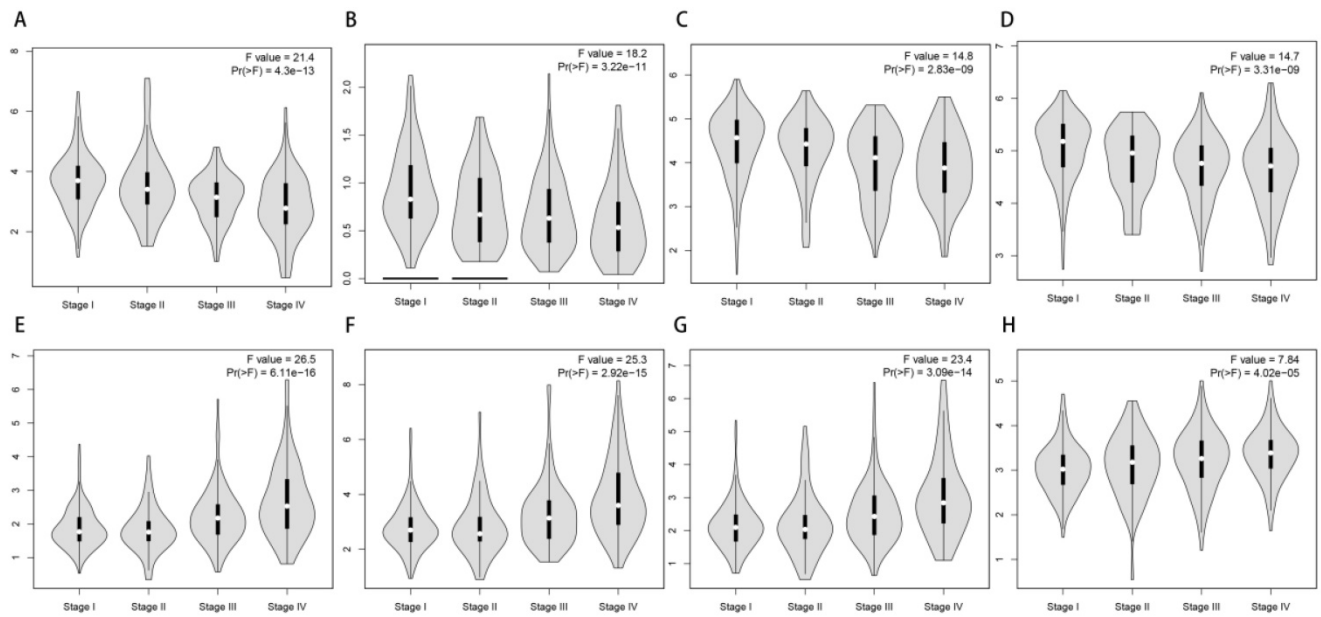 A
F value = 21.4
Pr(>F) = 4.3e−13
8
6
4
2
Stage I Stage II Stage III Stage IV
B
F value = 18.2
Pr(>F) = 3.22e−11
2.0
1.5
1.0
0.5
0.0
Stage I Stage II Stage III Stage IV
C
F value = 14.8
Pr(>F) = 2.83e−09
6
5
4
3
2
Stage I Stage II Stage III Stage IV
D
F value = 14.7
Pr(>F) = 3.31e−09
7
6
5
4
3
Stage I Stage II Stage III Stage IV
E
F value = 26.5
Pr(>F) = 6.11e−16
7
6
5
4
3
2
1
Stage I Stage II Stage III Stage IV
F
F value = 25.3
Pr(>F) = 2.92e−15
8
6
4
2
Stage I Stage II Stage III Stage IV
G
F value = 23.4
Pr(>F) = 3.09e−14
7
6
5
4
3
2
1
Stage I Stage II Stage III Stage IV
H
F value = 7.84
Pr(>F) = 4.02e−05
5
4
3
2
1
Stage I Stage II Stage III Stage IV